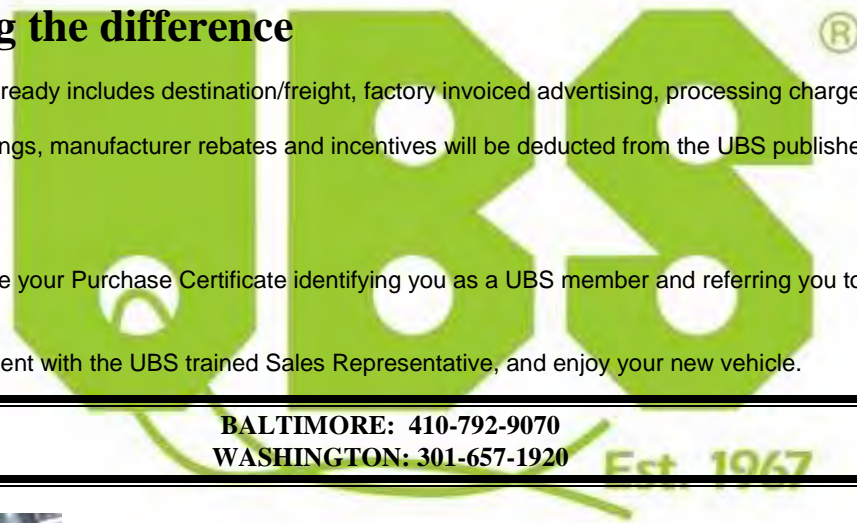 g the difference
ready includes destination/freight, factory invoiced advertising, processing charge
ngs, manufacturer rebates and incentives will be deducted from the UBS publishe
e your Purchase Certificate identifying you as a UBS member and referring you to
ent with the UBS trained Sales Representative, and enjoy your new vehicle.
BALTIMORE: 410-792-9070
WASHINGTON: 301-657-1920
UBS®
Est. 1967